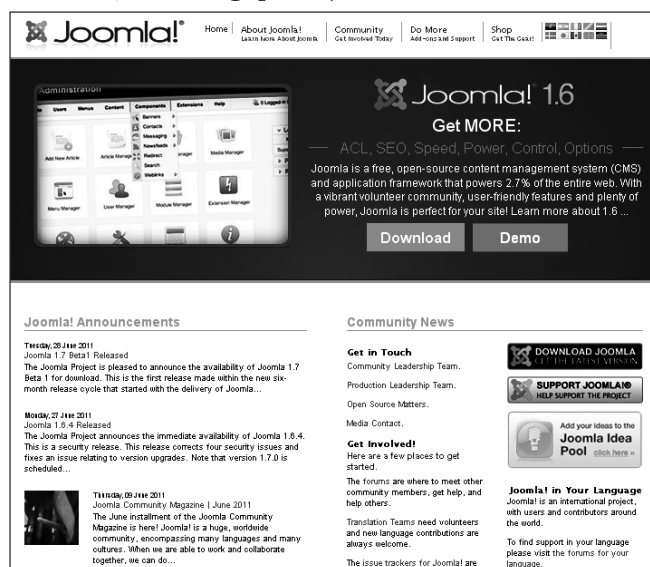 Joomla!®
Home
About Joomla!
Learn More About Joomla
Community
Get Involved Today
Do More
Add-ons and Support
Shop
Get The Gear!
Administration
Users Menus Content Components Extensions Help
Banners
Contacts
Messaging
Newsfeeds
Redirect
Search
Weblinks
Add New Article
Article Manager
Media Manager
Menu Manager
User Manager
Module Manager
Extension Manager
Joomla! 1.6
Get MORE:
ACL, SEO, Speed, Power, Control, Options
Joomla is a free, open-source content management system (CMS)
and application framework that powers 2.7% of the entire web. With
a vibrant volunteer community, user-friendly features and plenty of
power, Joomla is perfect for your site! Learn more about 1.6 ...
Download
Demo
Joomla! Announcements
Tuesday, 28 June 2011
Joomla 1.7 Beta1 Released
The Joomla Project is pleased to announce the availability of Joomla 1.7
Beta 1 for download. This is the first release made within the new six-
month release cycle that started with the delivery of Joomla...
Monday, 27 June 2011
Joomla 1.6.4 Released
The Joomla Project announces the immediate availability of Joomla 1.6.4.
This is a security release. This release corrects four security issues and
fixes an issue relating to version upgrades. Note that version 1.7.0 is
scheduled...
Thursday, 09 June 2011
Joomla Community Magazine | June 2011
The June installment of the Joomla Community
Magazine is here! Joomla! is a huge, worldwide
community, encompassing many languages and many
cultures. When we are able to work and collaborate
together, we can do...
Community News
Get in Touch
Community Leadership Team.
Production Leadership Team.
Open Source Matters.
Media Contact.
Get Involved!
Here are a few places to get
started.
The forums are where to meet other
community members, get help, and
help others.
Translation Teams need volunteers
and new language contributions are
always welcome.
The issue trackers for Joomla! are
DOWNLOAD JOOMLA
GET THE LATEST VERSION
SUPPORT JOOMLA!®
HELP SUPPORT THE PROJECT
Add your ideas to the
Joomla Idea
Pool click here »
Joomla! in Your Language
Joomla! is an international project,
with users and contributors around
the world.
To find support in your language
please visit the forums for your
language.